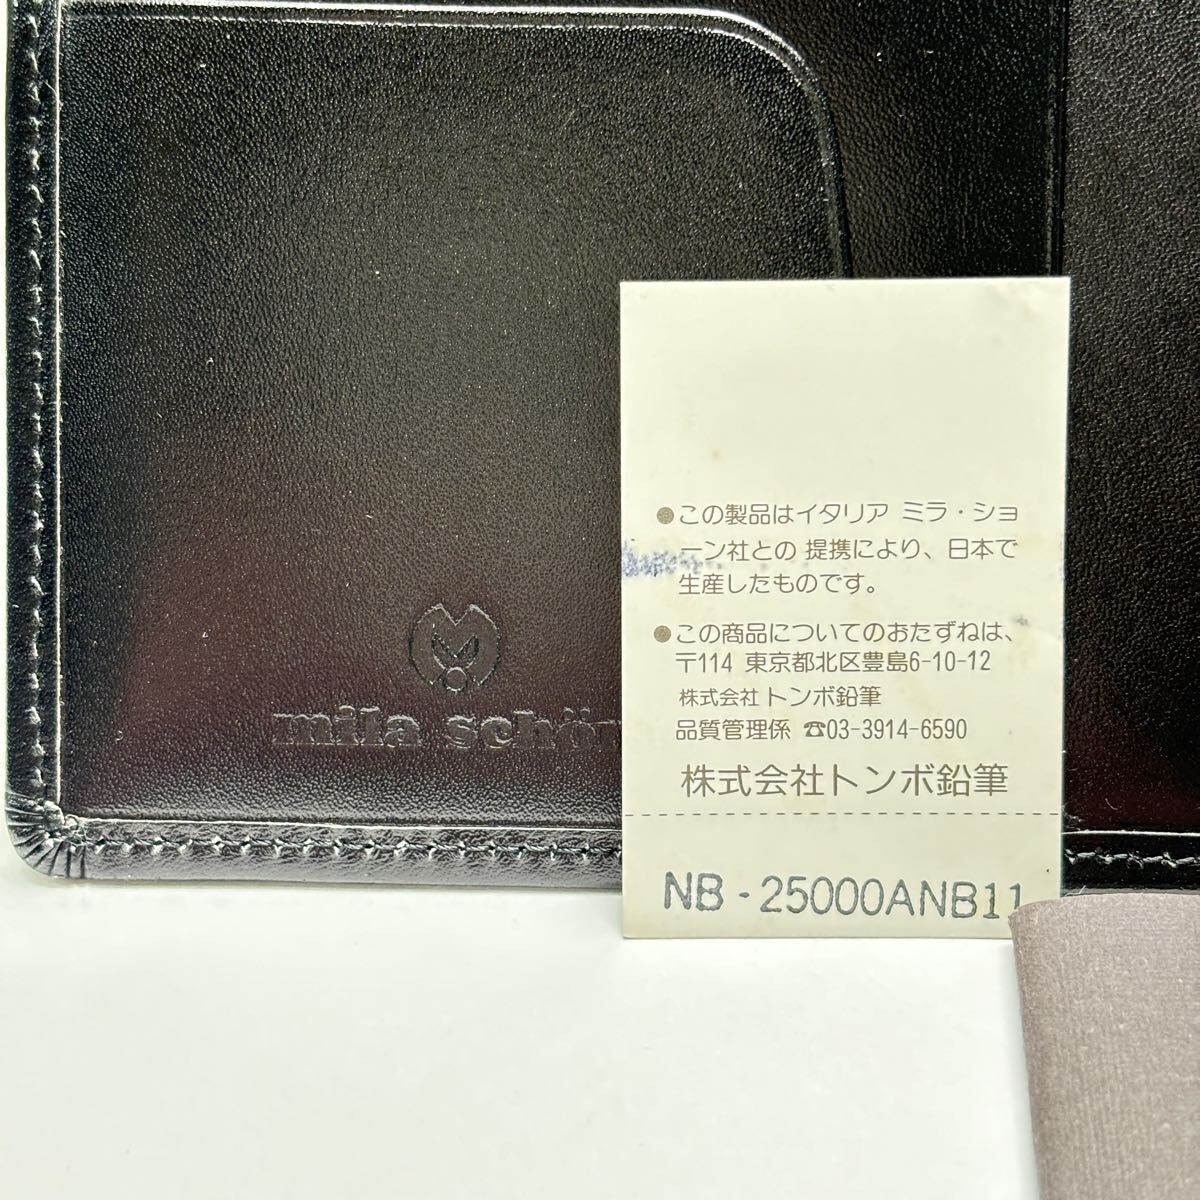 mila schön
●この製品はイタリア ミラ・ショ
ーン社との 提携により、日本で
生産したものです。
●この商品についてのおたずねは、
〒114 東京都北区豊島6-10-12
株式会社 トンボ鉛筆
品質管理係 ☎03-3914-6590
株式会社トンボ鉛筆
NB-25000ANB11